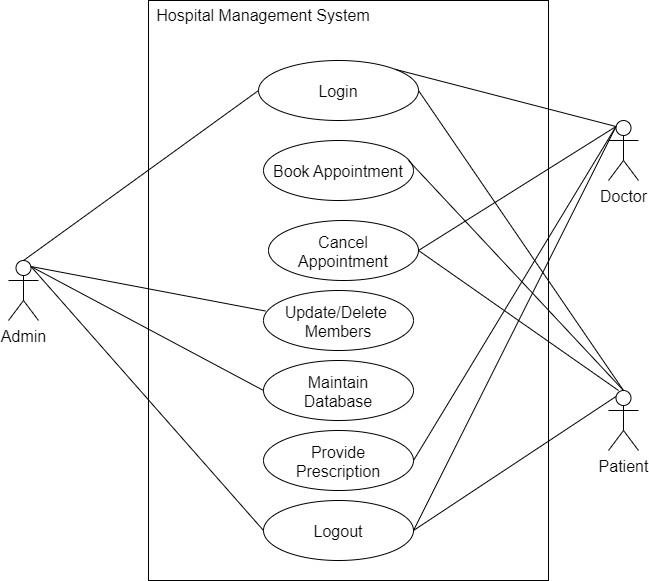 Hospital Management System
Login
Book Appointment
Doctor
Cancel
Appointment
Update/Delete
Members
Admin
Maintain
Database
Provide
Prescription
Patient
Logout